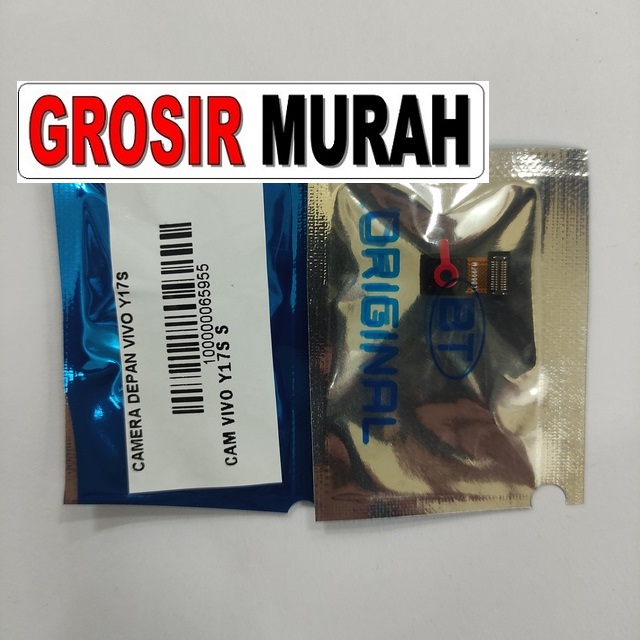 GROSIR MURAH
CAMERA DEPAN VIVO Y17S
100000065955
CAM VIVO Y17S S
ORIGINAL
BT